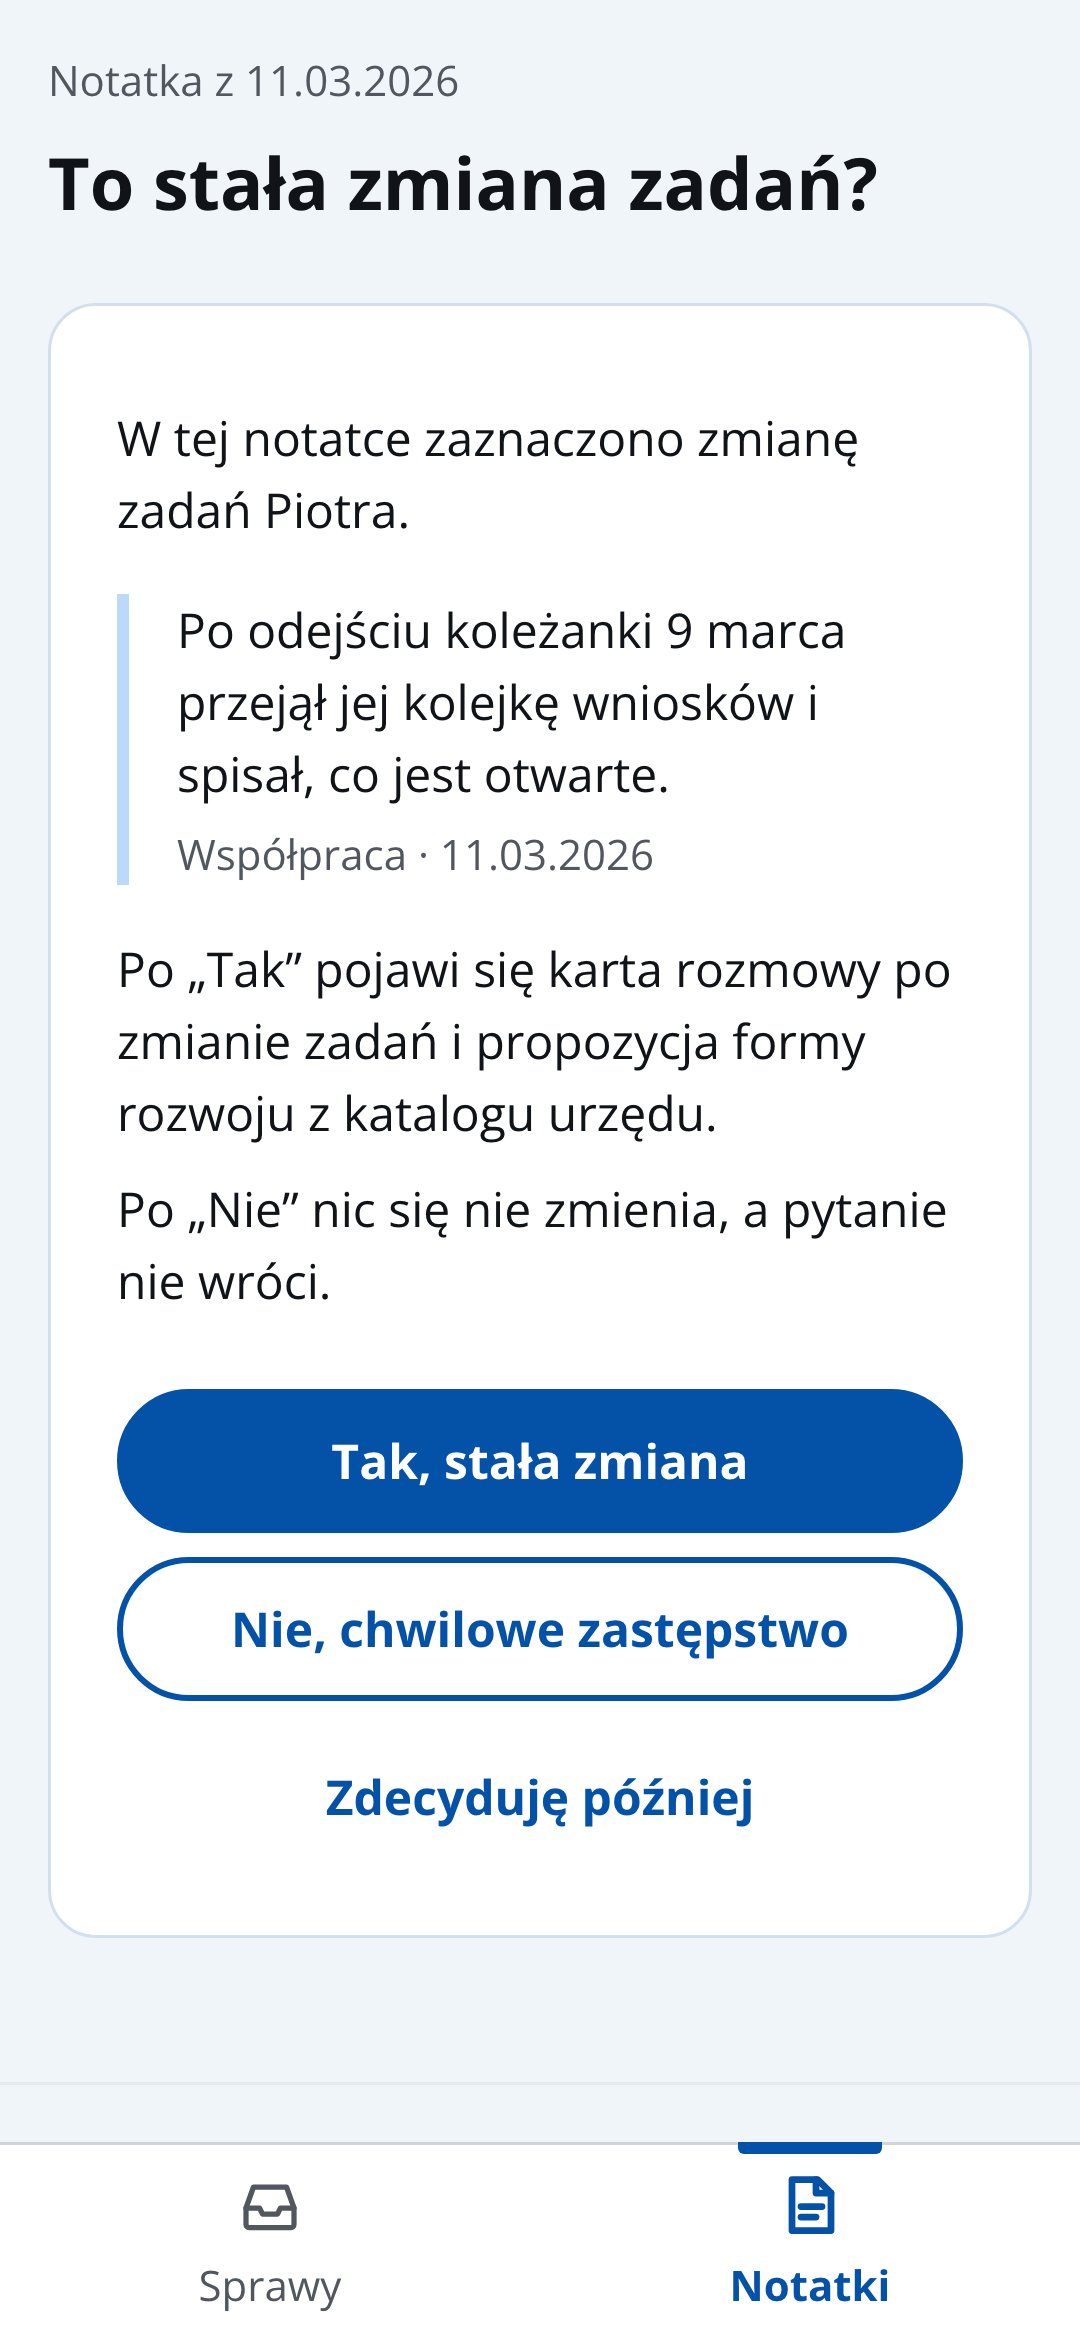 Notatka z 11.03.2026
To stała zmiana zadań?
W tej notatce zaznaczono zmianę
zadań Piotra.
Po odejściu koleżanki 9 marca
przejął jej kolejkę wniosków i
spisał, co jest otwarte.
Współpraca · 11.03.2026
Po „Tak” pojawi się karta rozmowy po
zmianie zadań i propozycja formy
rozwoju z katalogu urzędu.
Po „Nie” nic się nie zmienia, a pytanie
nie wróci.
Tak, stała zmiana
Nie, chwilowe zastępstwo
Zdecyduję później
Sprawy
Notatki